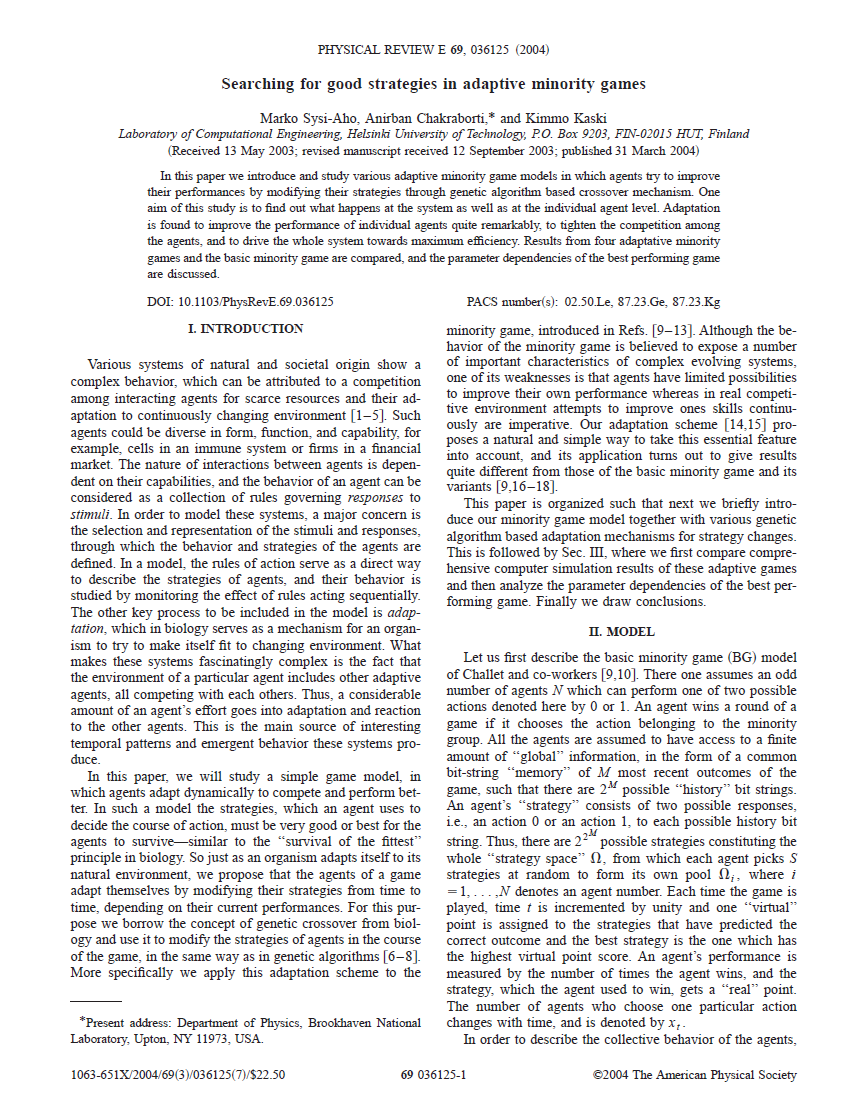 PHYSICAL REVIEW E 69, 036125 (2004)
Searching for good strategies in adaptive minority games
Marko Sysi-Aho, Anirban Chakraborti,* and Kimmo Kaski
Laboratory of Computational Engineering, Helsinki University of Technology, P.O. Box 9203, FIN-02015 HUT, Finland
(Received 13 May 2003; revised manuscript received 12 September 2003; published 31 March 2004)
In this paper we introduce and study various adaptive minority game models in which agents try to improve
their performances by modifying their strategies through genetic algorithm based crossover mechanism. One
aim of this study is to find out what happens at the system as well as at the individual agent level. Adaptation
is found to improve the performance of individual agents quite remarkably, to tighten the competition among
the agents, and to drive the whole system towards maximum efficiency. Results from four adaptative minority
games and the basic minority game are compared, and the parameter dependencies of the best performing game
are discussed.
DOI: 10.1103/PhysRevE.69.036125 PACS number(s): 02.50.Le, 87.23.Ge, 87.23.Kg
I. INTRODUCTION
Various systems of natural and societal origin show a
complex behavior, which can be attributed to a competition
among interacting agents for scarce resources and their ad-
aptation to continuously changing environment [1–5]. Such
agents could be diverse in form, function, and capability, for
example, cells in an immune system or firms in a financial
market. The nature of interactions between agents is depen-
dent on their capabilities, and the behavior of an agent can be
considered as a collection of rules governing responses to
stimuli. In order to model these systems, a major concern is
the selection and representation of the stimuli and responses,
through which the behavior and strategies of the agents are
defined. In a model, the rules of action serve as a direct way
to describe the strategies of agents, and their behavior is
studied by monitoring the effect of rules acting sequentially.
The other key process to be included in the model is adap-
tation, which in biology serves as a mechanism for an organ-
ism to try to make itself fit to changing environment. What
makes these systems fascinatingly complex is the fact that
the environment of a particular agent includes other adaptive
agents, all competing with each others. Thus, a considerable
amount of an agent's effort goes into adaptation and reaction
to the other agents. This is the main source of interesting
temporal patterns and emergent behavior these systems pro-
duce.
In this paper, we will study a simple game model, in
which agents adapt dynamically to compete and perform bet-
ter. In such a model the strategies, which an agent uses to
decide the course of action, must be very good or best for the
agents to survive—similar to the ‘‘survival of the fittest’’
principle in biology. So just as an organism adapts itself to its
natural environment, we propose that the agents of a game
adapt themselves by modifying their strategies from time to
time, depending on their current performances. For this pur-
pose we borrow the concept of genetic crossover from biol-
ogy and use it to modify the strategies of agents in the course
of the game, in the same way as in genetic algorithms [6–8].
More specifically we apply this adaptation scheme to the
*Present address: Department of Physics, Brookhaven National
Laboratory, Upton, NY 11973, USA.
minority game, introduced in Refs. [9–13]. Although the be-
havior of the minority game is believed to expose a number
of important characteristics of complex evolving systems,
one of its weaknesses is that agents have limited possibilities
to improve their own performance whereas in real competi-
tive environment attempts to improve ones skills continu-
ously are imperative. Our adaptation scheme [14,15] pro-
poses a natural and simple way to take this essential feature
into account, and its application turns out to give results
quite different from those of the basic minority game and its
variants [9,16–18].
This paper is organized such that next we briefly intro-
duce our minority game model together with various genetic
algorithm based adaptation mechanisms for strategy changes.
This is followed by Sec. III, where we first compare compre-
hensive computer simulation results of these adaptive games
and then analyze the parameter dependencies of the best per-
forming game. Finally we draw conclusions.
II. MODEL
Let us first describe the basic minority game (BG) model
of Challet and co-workers [9,10]. There one assumes an odd
number of agents N which can perform one of two possible
actions denoted here by 0 or 1. An agent wins a round of a
game if it chooses the action belonging to the minority
group. All the agents are assumed to have access to a finite
amount of ‘‘global’’ information, in the form of a common
bit-string ‘‘memory’’ of M most recent outcomes of the
game, such that there are 2^M possible ‘‘history’’ bit strings.
An agent's ‘‘strategy’’ consists of two possible responses,
i.e., an action 0 or an action 1, to each possible history bit
string. Thus, there are 2^2^M possible strategies constituting the
whole ‘‘strategy space’’ Ω, from which each agent picks S
strategies at random to form its own pool Ω_i, where i
=1, . . . ,N denotes an agent number. Each time the game is
played, time t is incremented by unity and one ‘‘virtual’’
point is assigned to the strategies that have predicted the
correct outcome and the best strategy is the one which has
the highest virtual point score. An agent's performance is
measured by the number of times the agent wins, and the
strategy, which the agent used to win, gets a ‘‘real’’ point.
The number of agents who choose one particular action
changes with time, and is denoted by x_t.
In order to describe the collective behavior of the agents,
1063-651X/2004/69(3)/036125(7)/$22.50 69 036125-1 ©2004 The American Physical Society